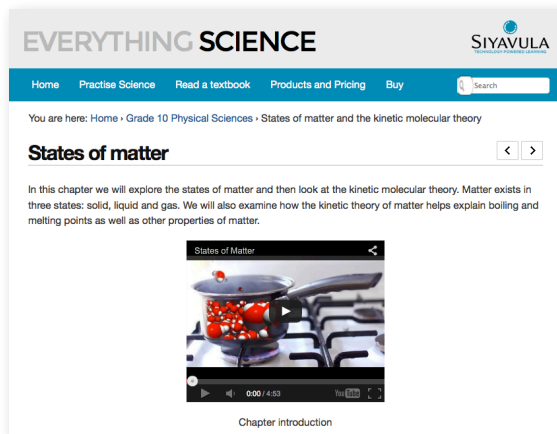 EVERYTHING SCIENCE
SIYAVULA
TECHNOLOGY-POWERED LEARNING
Home Practise Science Read a textbook Products and Pricing Buy Search
You are here: Home › Grade 10 Physical Sciences › States of matter and the kinetic molecular theory
States of matter
In this chapter we will explore the states of matter and then look at the kinetic molecular theory. Matter exists in
three states: solid, liquid and gas. We will also examine how the kinetic theory of matter helps explain boiling and
melting points as well as other properties of matter.
States of Matter
0:00 / 4:53 YouTube
Chapter introduction